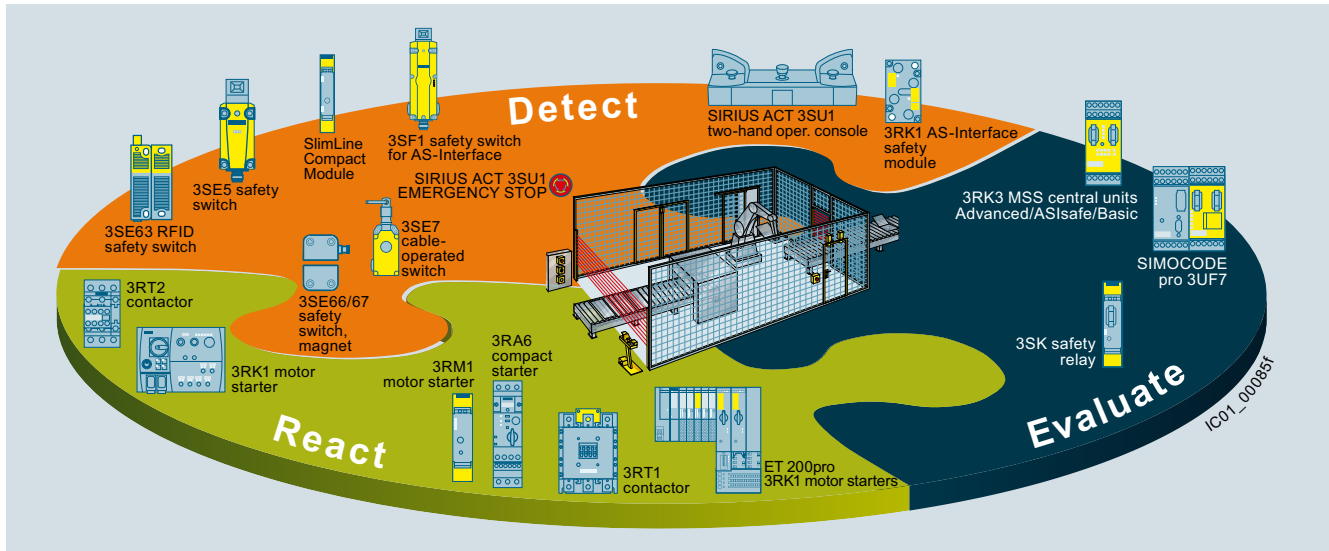 Detect
SIRIUS ACT 3SU1
two-hand oper. console
3RK1 AS-Interface
safety
module
SlimLine
Compact
Module
3SF1 safety switch
for AS-Interface
SIRIUS ACT 3SU1
EMERGENCY STOP
3SE5 safety
switch
3SE63 RFID
safety switch
3SE7
cable-
operated
switch
3SE66/67
safety
switch,
magnet
3RK3 MSS central units
Advanced/ASIsafe/Basic
SIMOCODE
pro 3UF7
3SK safety
relay
Evaluate
IC01_00085f
3RT2
contactor
3RK1 motor
starter
3RM1
motor starter
3RA6
compact
starter
React
3RT1
contactor
ET 200pro
3RK1 motor starters